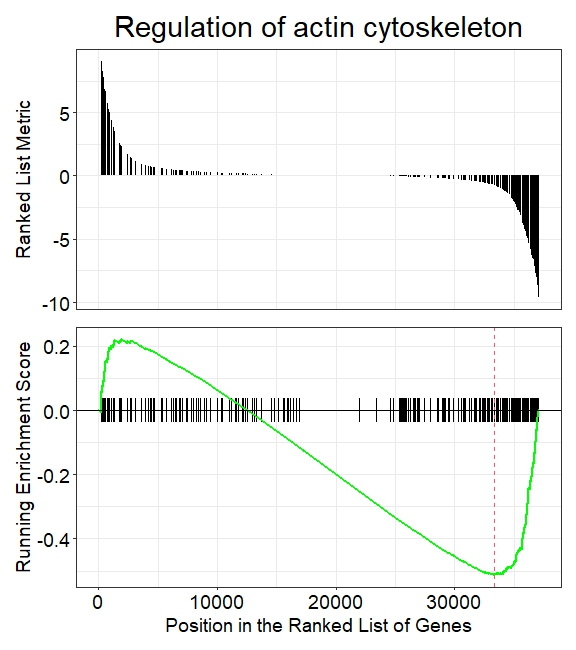 Regulation of actin cytoskeleton
Ranked List Metric
5
0
-5
-10
Running Enrichment Score
0.2
0.0
-0.2
-0.4
0 10000 20000 30000
Position in the Ranked List of Genes